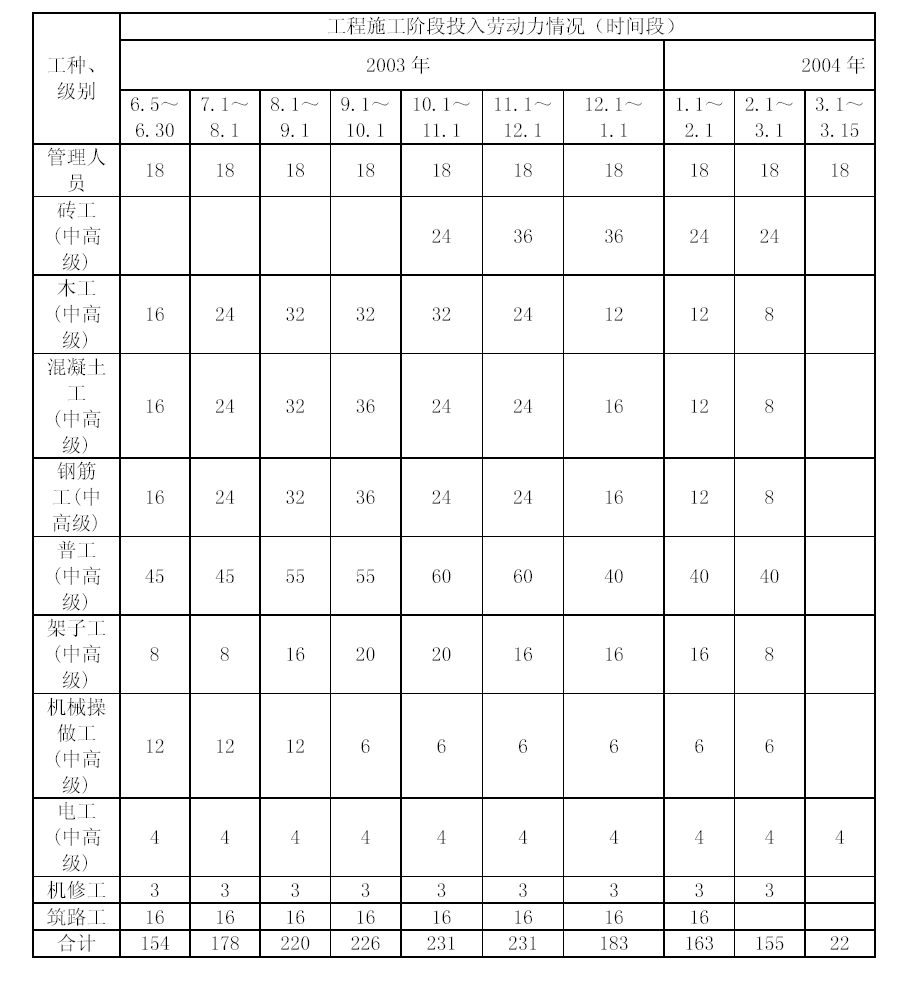 工程施工阶段投入劳动力情况（时间段）
工种、
级别
2003 年
2004 年
6.5～
6.30
7.1～
8.1
8.1～
9.1
9.1～
10.1
10.1～
11.1
11.1～
12.1
12.1～
1.1
1.1～
2.1
2.1～
3.1
3.1～
3.15
管理人
员
18 18 18 18 18 18 18 18 18 18
砖工
(中高
级)
24 36 36 24 24
木工
(中高
级)
16 24 32 32 32 24 12 12 8
混凝土
工
(中高
级)
16 24 32 36 24 24 16 12 8
钢筋
工(中
高级)
16 24 32 36 24 24 16 12 8
普工
(中高
级)
45 45 55 55 60 60 40 40 40
架子工
(中高
级)
8 8 16 20 20 16 16 16 8
机械操
做工
(中高
级)
12 12 12 6 6 6 6 6 6
电工
(中高
级)
4 4 4 4 4 4 4 4 4 4
机修工 3 3 3 3 3 3 3 3 3
筑路工 16 16 16 16 16 16 16 16
合计 154 178 220 226 231 231 183 163 155 22